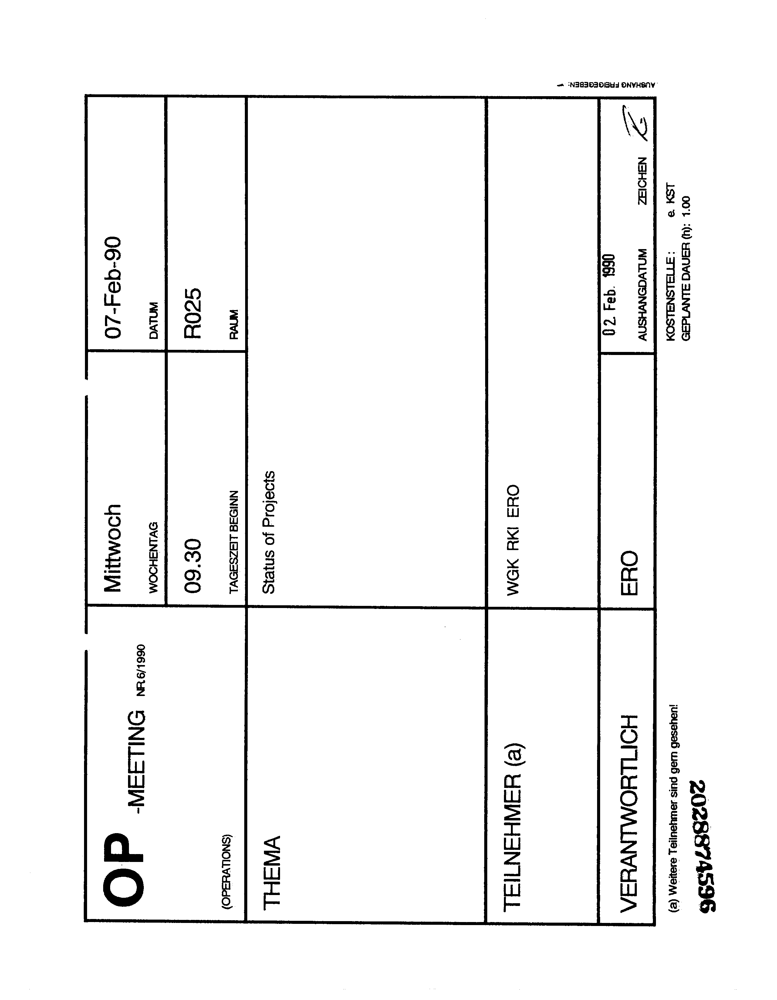 OP -MEETING NR.6/1990
(OPERATIONS)
Mittwoch
WOCHENTAG
07-Feb-90
DATUM
09.30
TAGESZEIT BEGINN
R025
RAUM
THEMA
Status of Projects
TEILNEHMER (a)
WGK RKI ERO
VERANTWORTLICH
ERO
02. Feb. 1990
AUSHANGDATUM
ZEICHEN
(a) Weitere Teilnehmer sind gern gesehen!
KOSTENSTELLE : e. KST
GEPLANTE DAUER (h): 1.00
AUSHANG FREIGEGEBEN:
2028874596